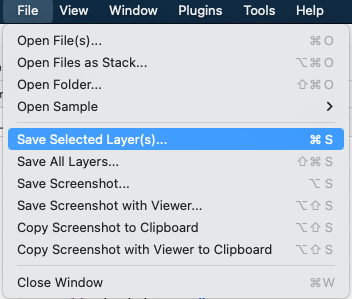 File View Window Plugins Tools Help
Open File(s)... ⌘O
Open Files as Stack... ⌥⌘O
Open Folder... ⇧⌘O
Open Sample
Save Selected Layer(s)... ⌘ S
Save All Layers... ⇧⌘ S
Save Screenshot... ⌥ S
Save Screenshot with Viewer... ⌥⇧ S
Copy Screenshot to Clipboard ⌘⇧ S
Copy Screenshot with Viewer to Clipboard ⌥⇧ S
Close Window ⌘W